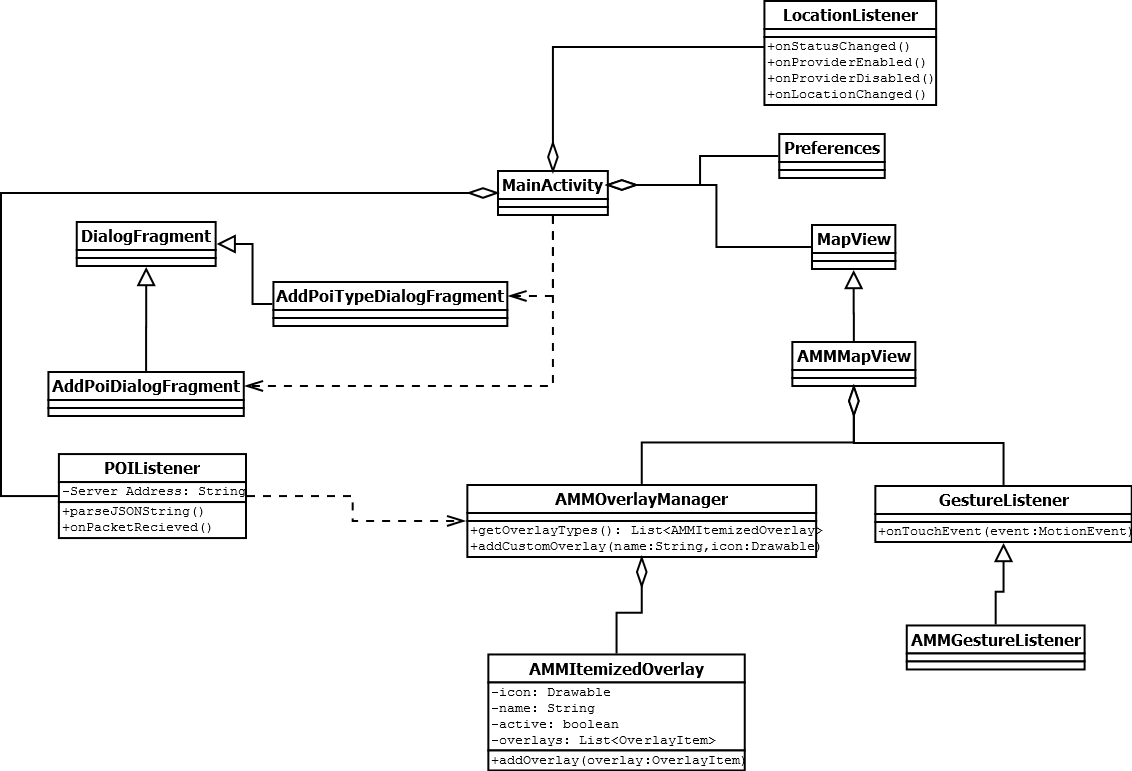 LocationListener
+onStatusChanged()
+onProviderEnabled()
+onProviderDisabled()
+onLocationChanged()
Preferences
MainActivity
DialogFragment
MapView
AddPoiTypeDialogFragment
AMMMapView
AddPoiDialogFragment
POIListener
-Server Address: String
+parseJSONString()
+onPacketRecieved()
AMMOverlayManager
+getOverlayTypes(): List<AMMItemizedOverlay>
+addCustomOverlay(name:String,icon:Drawable)
GestureListener
+onTouchEvent(event:MotionEvent)
AMMGestureListener
AMMItemizedOverlay
-icon: Drawable
-name: String
-active: boolean
-overlays: List<OverlayItem>
+addOverlay(overlay:OverlayItem)